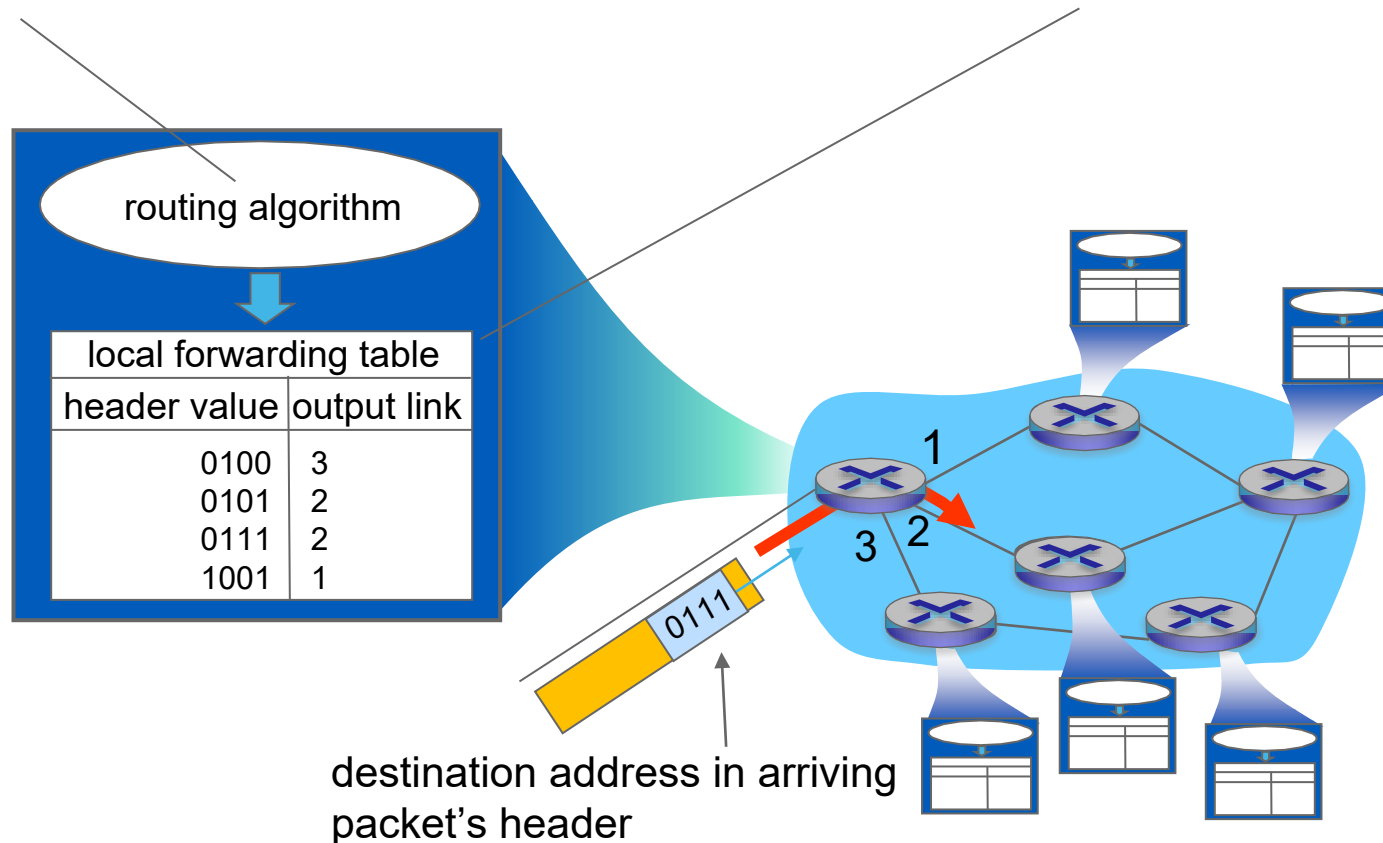 routing algorithm
local forwarding table
header value output link
0100 3
0101 2
0111 2
1001 1
1
2
3
0111
destination address in arriving
packet’s header